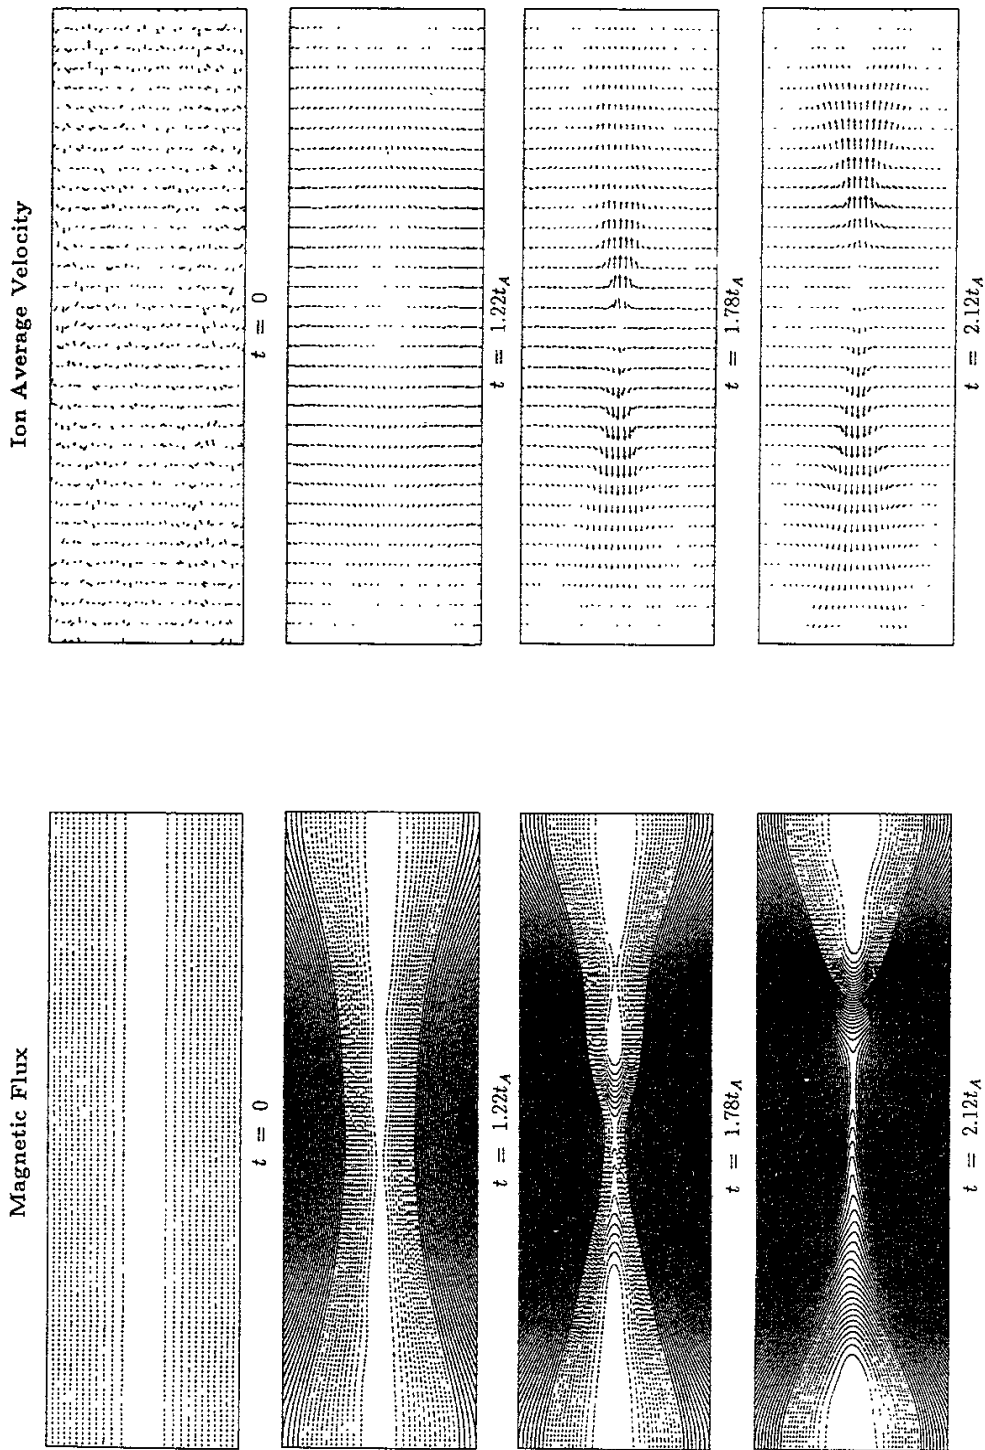 Magnetic Flux
t = 0
t = 1.22t_A
t = 1.78t_A
t = 2.12t_A
Ion Average Velocity
t = 0
t = 1.22t_A
t = 1.78t_A
t = 2.12t_A